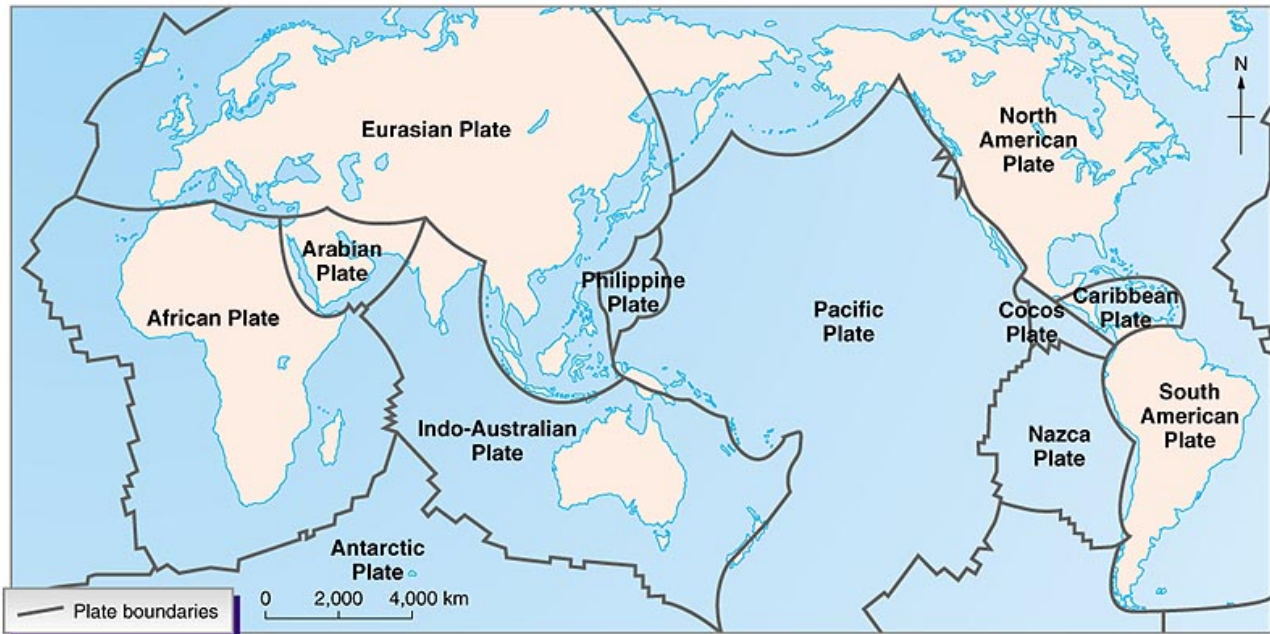 Eurasian Plate
North
American
Plate
N
Arabian
Plate
African Plate
Philippine
Plate
Pacific
Plate
Cocos
Plate
Caribbean
Plate
Indo-Australian
Plate
Nazca
Plate
South
American
Plate
Antarctic
Plate
Plate boundaries
0 2,000 4,000 km